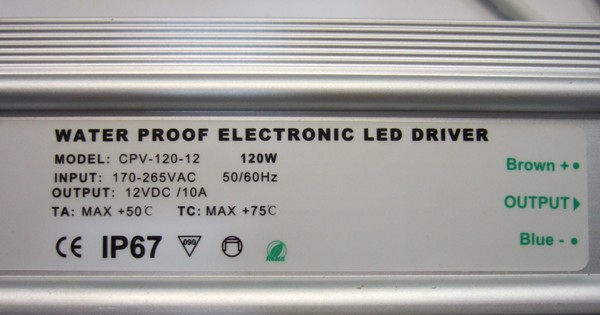 WATER PROOF ELECTRONIC LED DRIVER
MODEL: CPV-120-12 120W
INPUT: 170-265VAC 50/60Hz
OUTPUT: 12VDC /10A
TA: MAX +50℃ TC: MAX +75℃
CE IP67 090
Brown +
OUTPUT
Blue -